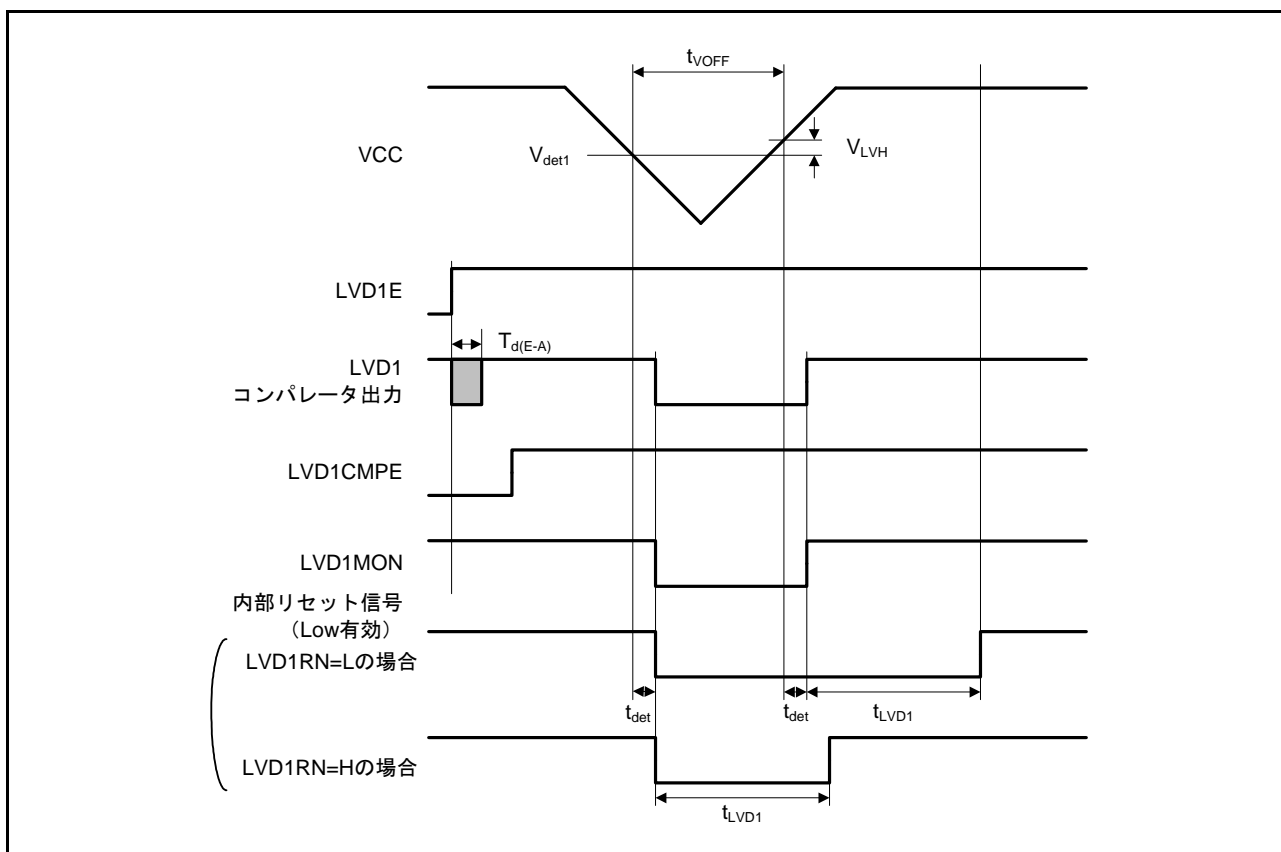 tVOFF
VCC
Vdet1
VLVH
LVD1E
Td(E-A)
LVD1
コンパレータ出力
LVD1CMPE
LVD1MON
内部リセット信号
（Low有効）
LVD1RN=Lの場合
tdet
tdet
tLVD1
LVD1RN=Hの場合
tLVD1